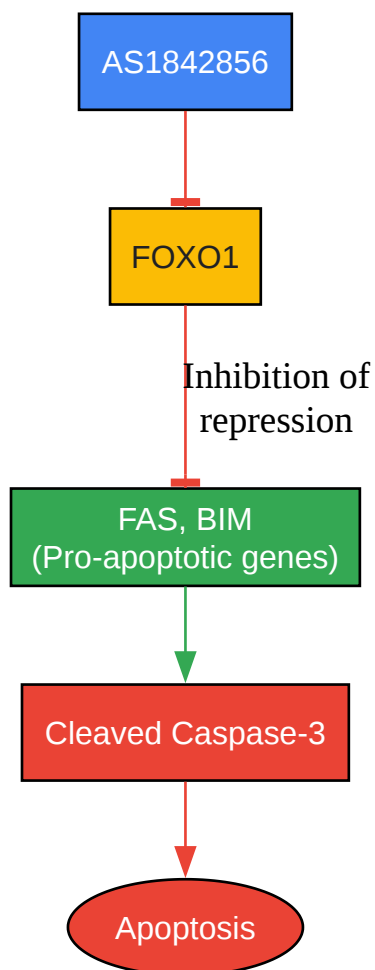 AS1842856
FOXO1
Inhibition of
repression
FAS, BIM
(Pro-apoptotic genes)
Cleaved Caspase-3
Apoptosis